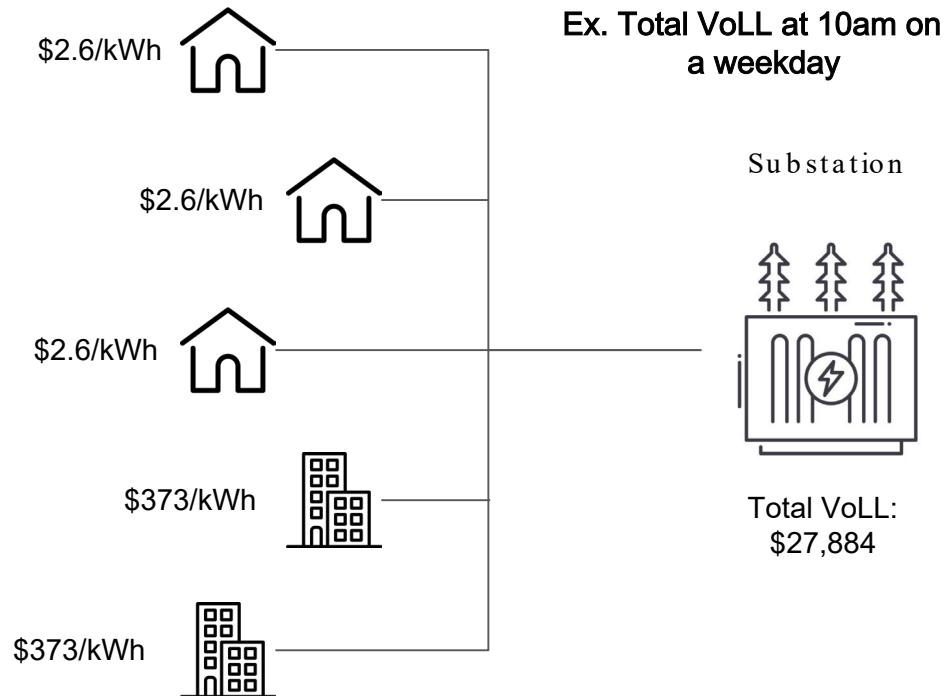 Ex. Total VoLL at 10am on
a weekday
$2.6/kWh
$2.6/kWh
$2.6/kWh
$373/kWh
$373/kWh
Substation
Total VoLL:
$27,884